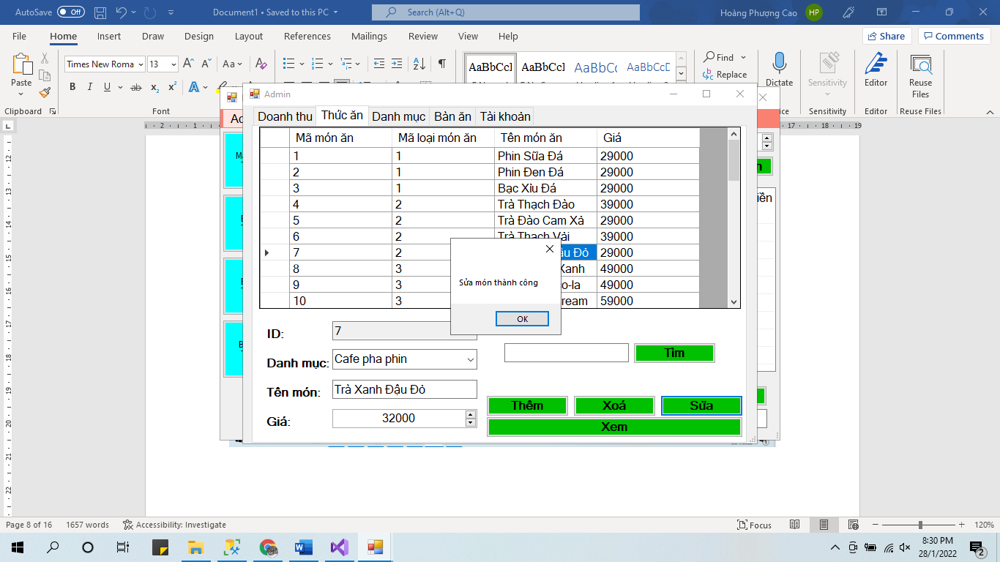 AutoSave Off Document1 • Saved to this PC Search (Alt+Q) Hoàng Phượng Cao HP
File Home Insert Draw Design Layout References Mailings Review View Help Share Comments
Times New Roma 13 Aa AaBbCcI AaBbCcI AaBbCc AaBbCcD Find
Paste Replace Dictate Sensitivity Editor Reuse Files
B I U ab x₂ x² A
Clipboard Font Sensitivity Editor Reuse Files
Admin
Doanh thu Thức ăn Danh mục Bàn ăn Tài khoản
Mã món ăn Mã loại món ăn Tên món ăn Giá
1 1 Phin Sữa Đá 29000
2 1 Phin Đen Đá 29000
3 1 Bạc Xỉu Đá 29000
4 2 Trà Thạch Đào 39000
5 2 Trà Đào Cam Xả 29000
6 2 Trà Thạch Vải 39000
7 2 Đậu Đỏ 29000
8 3 Xanh 49000
9 3 o-la 49000
10 3 ream 59000
Sửa món thành công
OK
ID: 7
Tìm
Danh mục: Cafe pha phin
Tên món: Trà Xanh Đậu Đỏ
Thêm Xoá Sửa
Giá: 32000
Xem
Page 8 of 16 1657 words Accessibility: Investigate Focus 120%
8:30 PM
28/1/2022
2